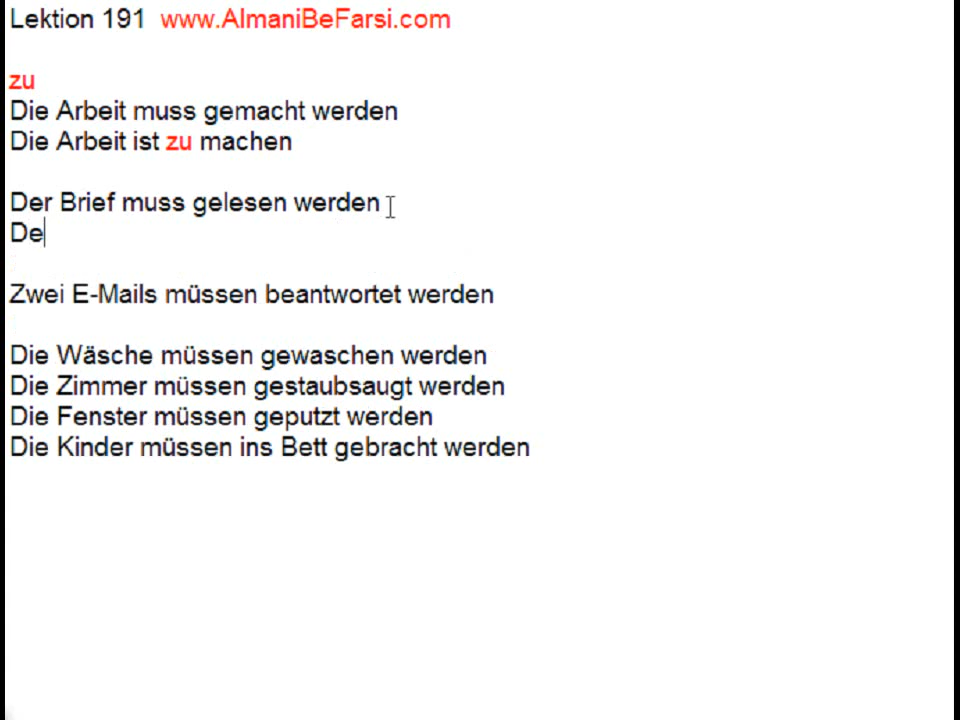 Lektion 191 www.AlmaniBeFarsi.com
zu
Die Arbeit muss gemacht werden
Die Arbeit ist zu machen
Der Brief muss gelesen werden
De
Zwei E-Mails müssen beantwortet werden
Die Wäsche müssen gewaschen werden
Die Zimmer müssen gestaubsaugt werden
Die Fenster müssen geputzt werden
Die Kinder müssen ins Bett gebracht werden